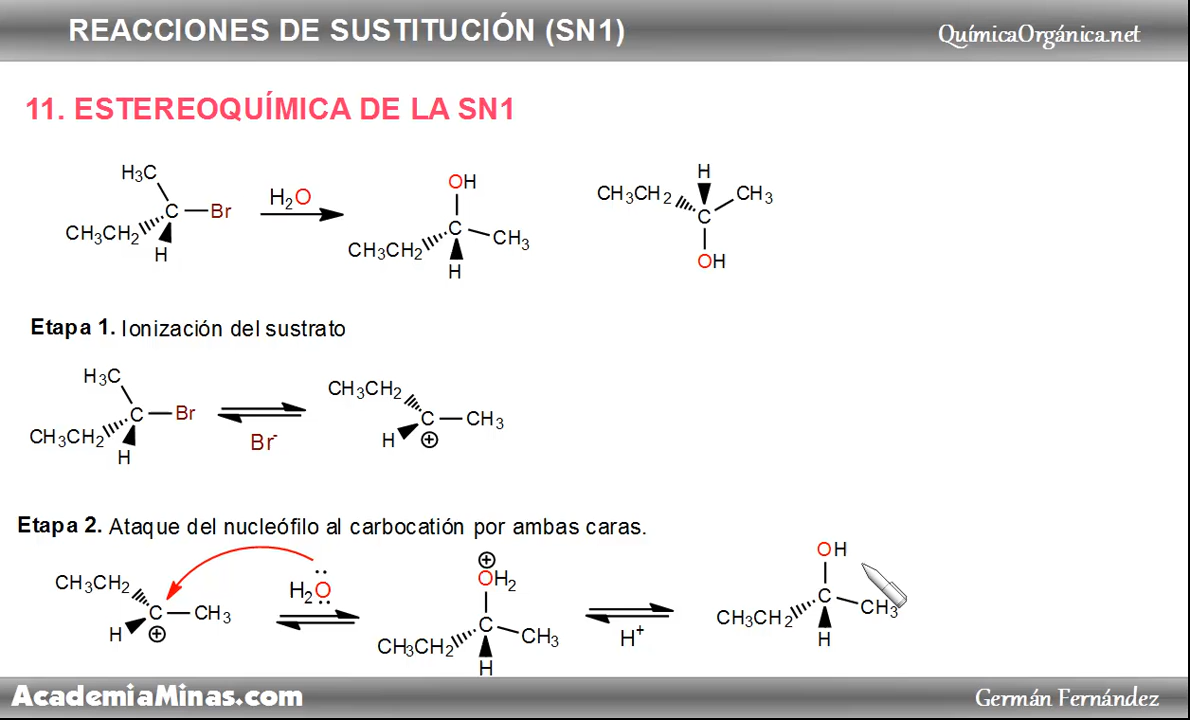 REACCIONES DE SUSTITUCIÓN (SN1)
QuímicaOrgánica.net
11. ESTEREOQUÍMICA DE LA SN1
H3C
C
Br
CH3CH2
H
H2O
OH
C
CH3
CH3CH2
H
H
CH3CH2
CH3
C
OH
Etapa 1. Ionización del sustrato
H3C
C
Br
CH3CH2
H
Br-
CH3CH2
C
CH3
H
⊕
Etapa 2. Ataque del nucleófilo al carbocatión por ambas caras.
CH3CH2
C
CH3
H
⊕
H2O
⊕
OH2
C
CH3
CH3CH2
H
H+
OH
C
CH3
CH3CH2
H
AcademiaMinas.com
Germán Fernández